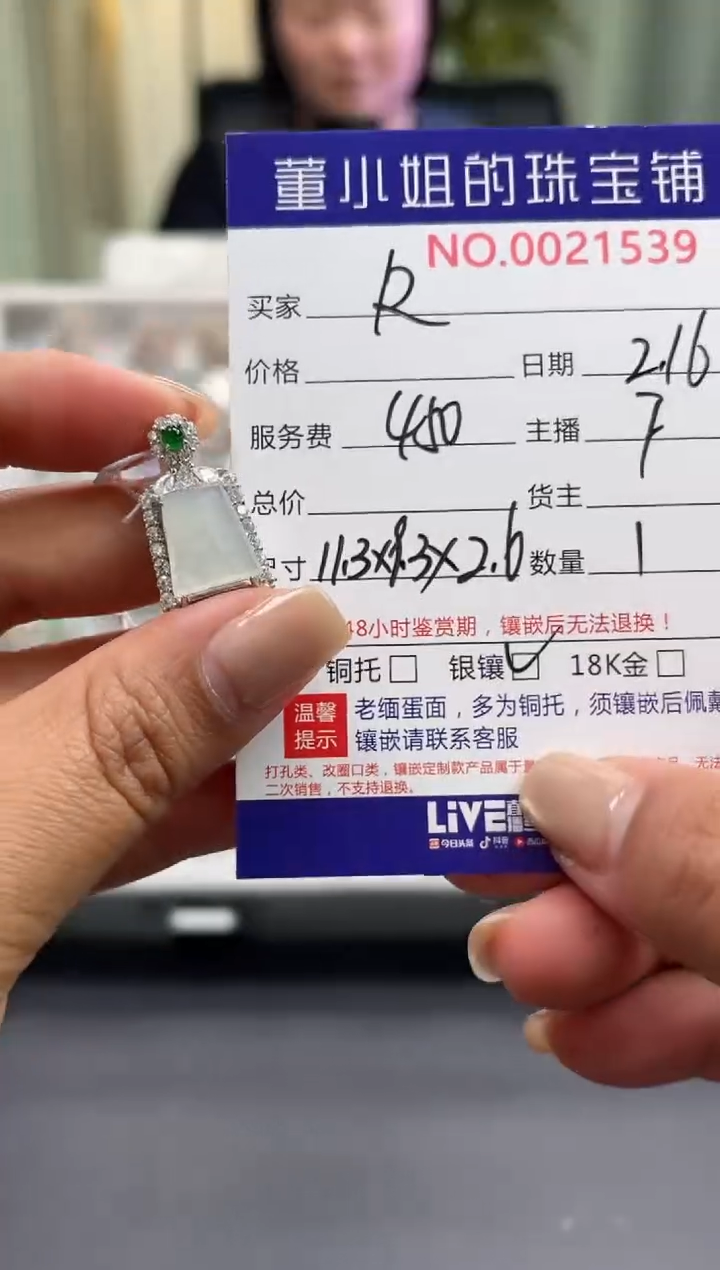 董小姐的珠宝铺
NO.0021539
买家 R
价格 日期 2.16
服务费 450 主播 7
总价 货主
寸 11.3x9.3x2.6 数量 1
48小时鉴赏期，镶嵌后无法退换！
铜托 银镶 18K金
温馨提示 老缅蛋面，多为铜托，须镶嵌后佩戴
镶嵌请联系客服
打孔类、改圈口类，镶嵌定制款产品属于 无法
二次销售，不支持退换。
LiVE
今日头条 抖音